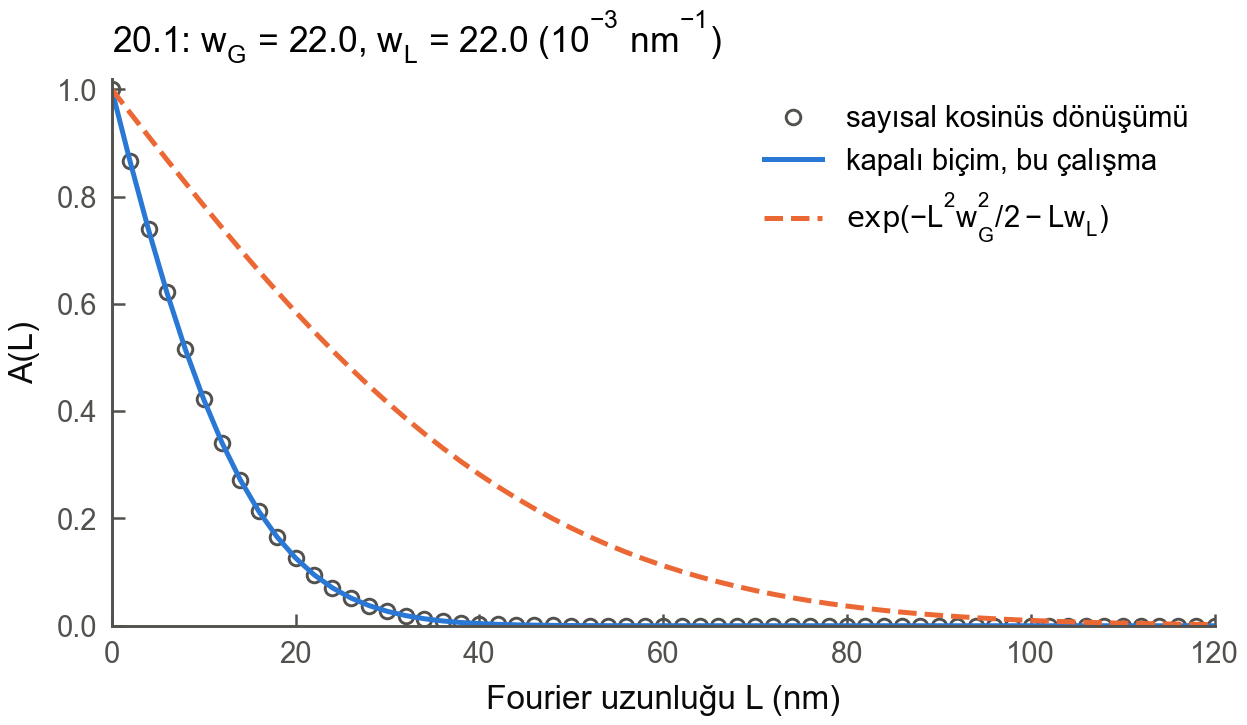 20.1: w_G = 22.0, w_L = 22.0 (10⁻³ nm⁻¹)
sayısal kosinüs dönüşümü
kapalı biçim, bu çalışma
exp(−L²w_G²/2 − Lw_L)
A(L)
1.0
0.8
0.6
0.4
0.2
0.0
0 20 40 60 80 100 120
Fourier uzunluğu L (nm)